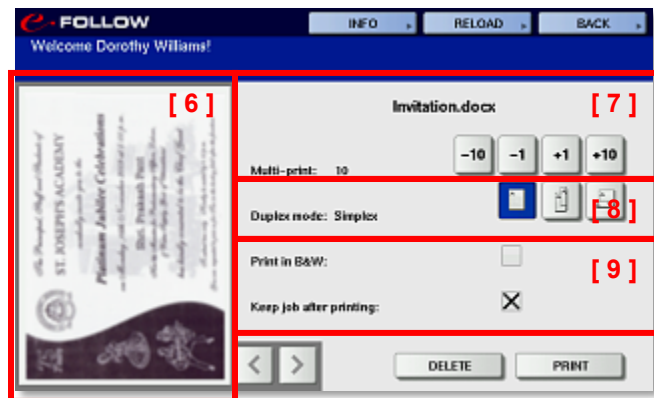 e-FOLLOW
INFO
RELOAD
BACK
Welcome Dorothy Williams!
[ 6 ]
ST. JOSEPH'S ACADEMY
Platinum Jubilee Celebrations
Invitation.docx
[ 7 ]
Multi-print: 10
-10
-1
+1
+10
Duplex mode: Simplex
[ 8 ]
Print in B&W:
[ 9 ]
Keep job after printing:
< >
DELETE
PRINT